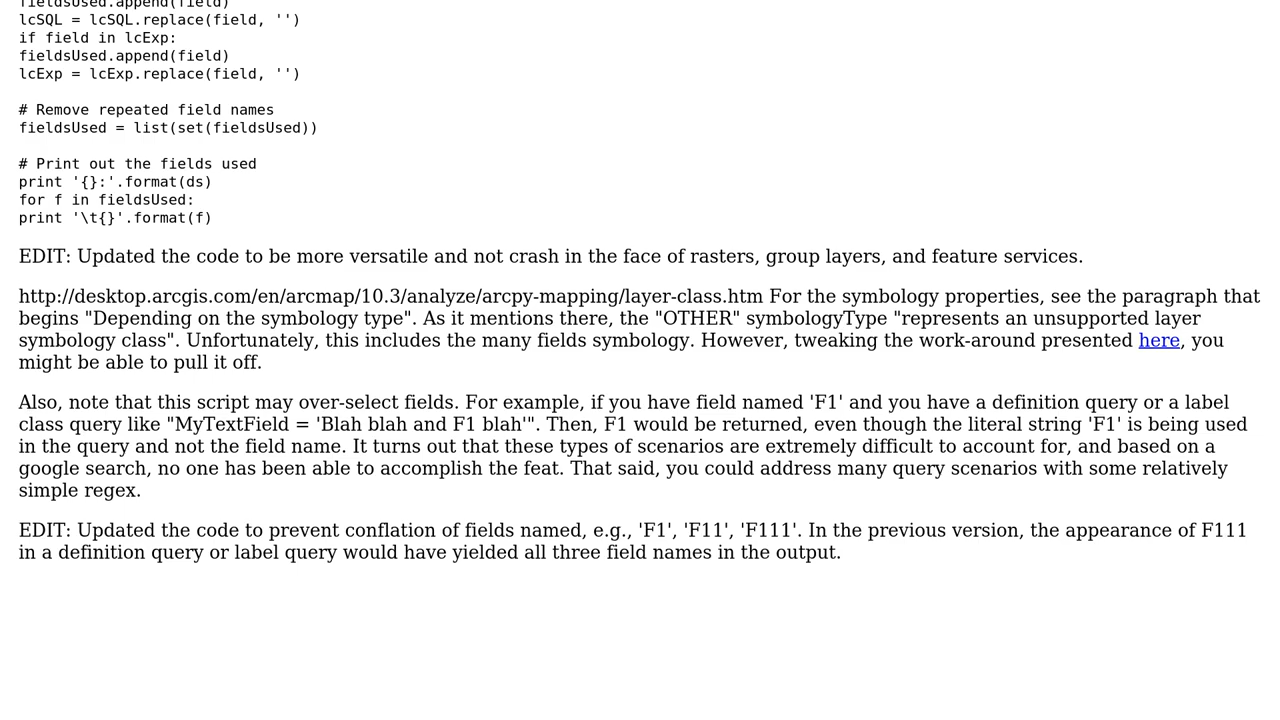 fieldsUsed.append(field)
lcSQL = lcSQL.replace(field, '')
if field in lcExp:
fieldsUsed.append(field)
lcExp = lcExp.replace(field, '')
# Remove repeated field names
fieldsUsed = list(set(fieldsUsed))
# Print out the fields used
print '{}:'.format(ds)
for f in fieldsUsed:
print '\t{}'.format(f)
EDIT: Updated the code to be more versatile and not crash in the face of rasters, group layers, and feature services.
http://desktop.arcgis.com/en/arcmap/10.3/analyze/arcpy-mapping/layer-class.htm For the symbology properties, see the paragraph that
begins "Depending on the symbology type". As it mentions there, the "OTHER" symbologyType "represents an unsupported layer
symbology class". Unfortunately, this includes the many fields symbology. However, tweaking the work-around presented here, you
might be able to pull it off.
Also, note that this script may over-select fields. For example, if you have field named 'F1' and you have a definition query or a label
class query like "MyTextField = 'Blah blah and F1 blah'". Then, F1 would be returned, even though the literal string 'F1' is being used
in the query and not the field name. It turns out that these types of scenarios are extremely difficult to account for, and based on a
google search, no one has been able to accomplish the feat. That said, you could address many query scenarios with some relatively
simple regex.
EDIT: Updated the code to prevent conflation of fields named, e.g., 'F1', 'F11', 'F111'. In the previous version, the appearance of F111
in a definition query or label query would have yielded all three field names in the output.